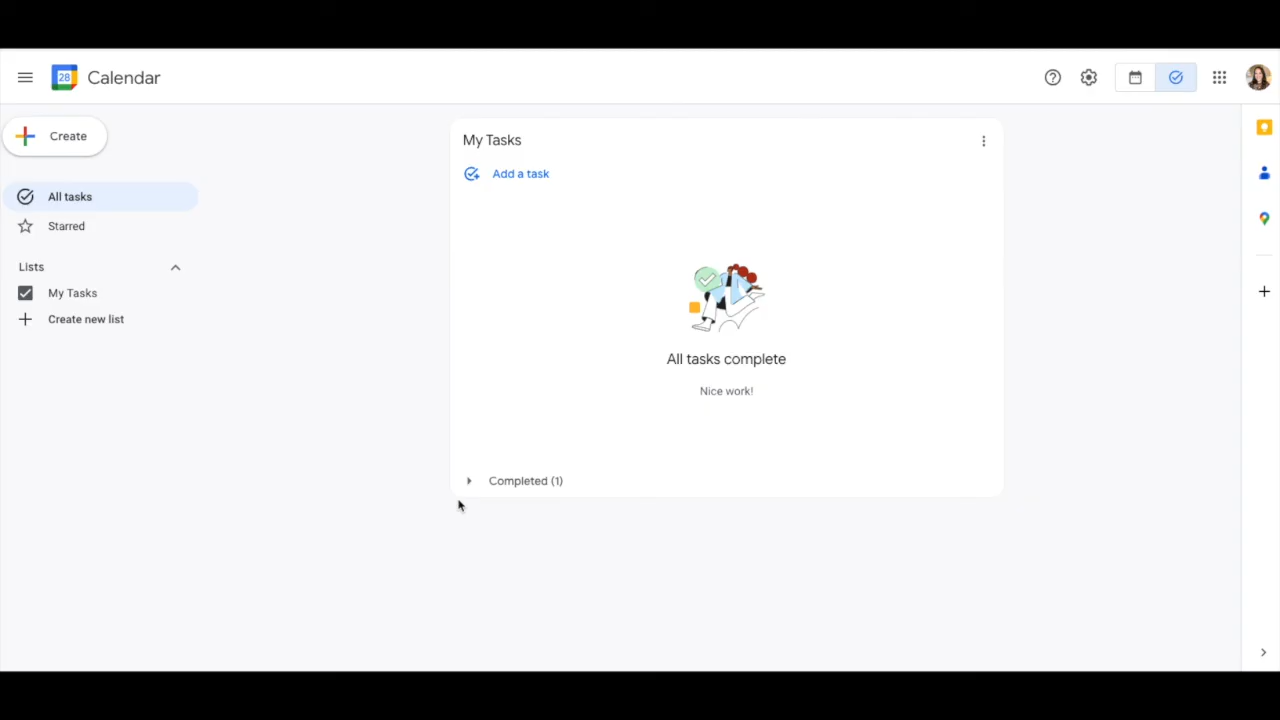 28
Calendar
Create
All tasks
Starred
Lists
My Tasks
Create new list
My Tasks
Add a task
All tasks complete
Nice work!
Completed (1)